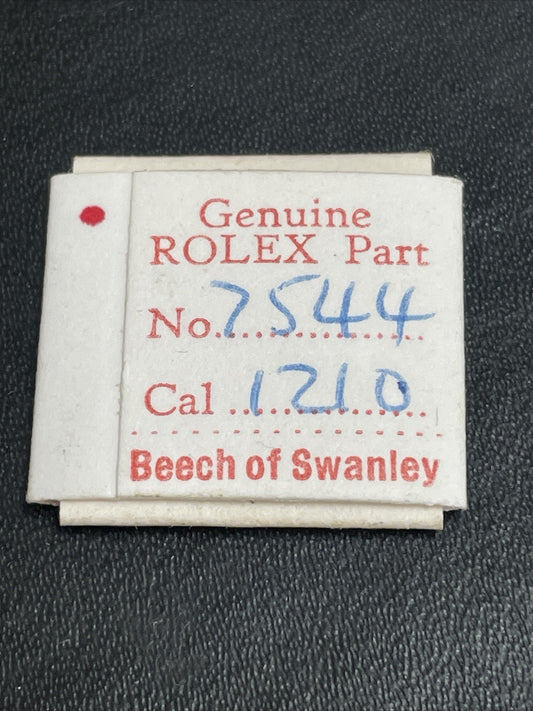 Genuine
ROLEX Part
No. 7544
Cal 1210
Beech of Swanley